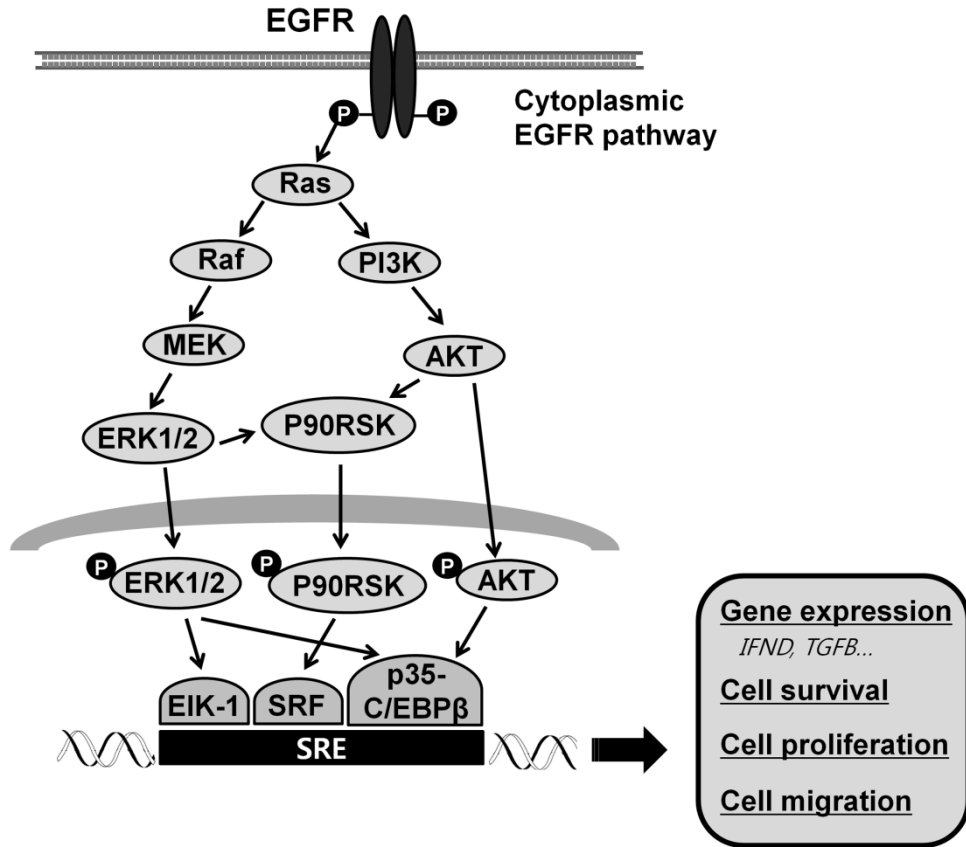 EGFR
P
P
Cytoplasmic
EGFR pathway
Ras
Raf
PI3K
MEK
AKT
ERK1/2
P90RSK
P
ERK1/2
P
P90RSK
P
AKT
EIK-1
SRF
p35-
C/EBPβ
SRE
Gene expression
IFND, TGFB...
Cell survival
Cell proliferation
Cell migration